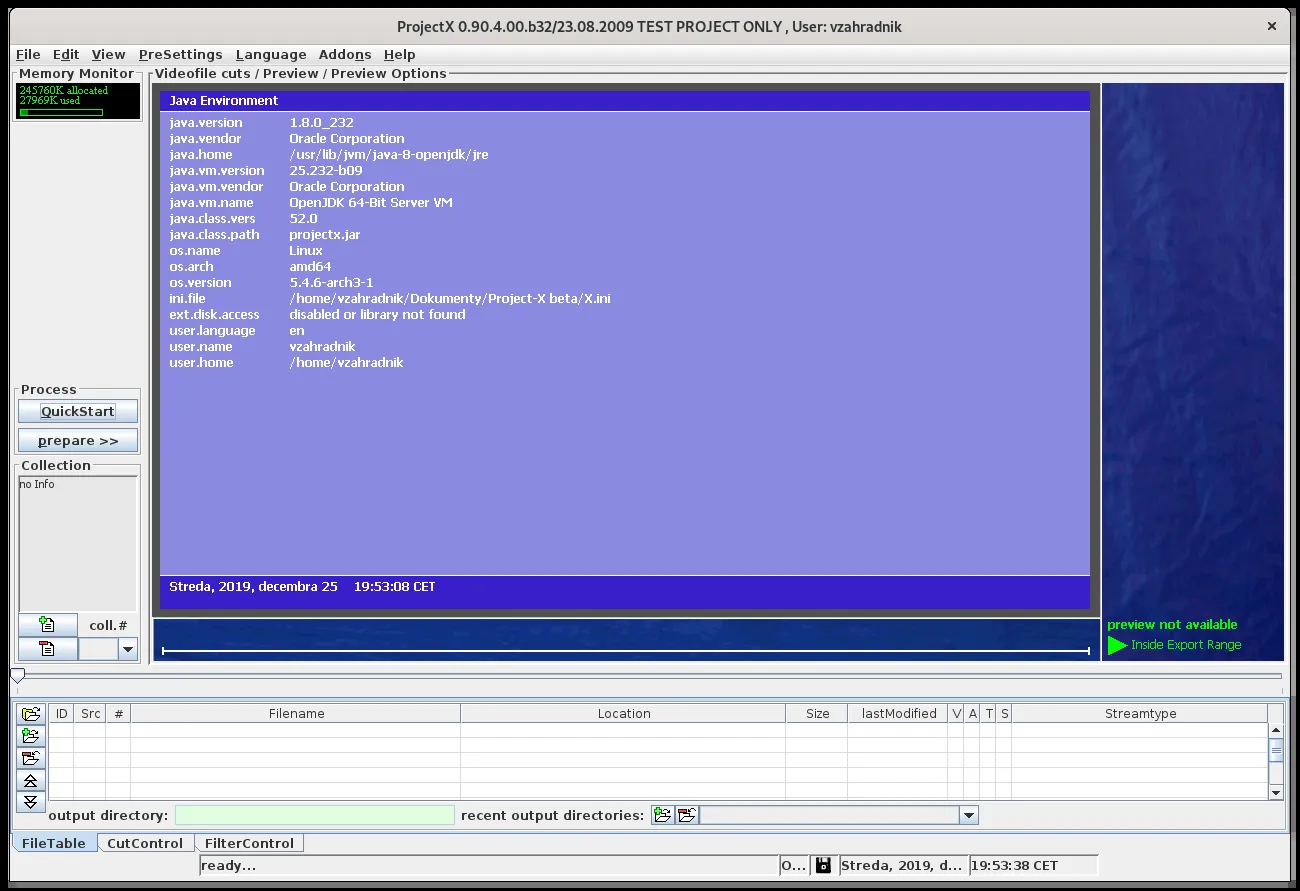 ProjectX 0.90.4.00.b32/23.08.2009 TEST PROJECT ONLY , User: vzahradnik
File Edit View PreSettings Language Addons Help
Memory Monitor
245760K allocated
27969K used
Videofile cuts / Preview / Preview Options
Java Environment
java.version 1.8.0_232
java.vendor Oracle Corporation
java.home /usr/lib/jvm/java-8-openjdk/jre
java.vm.version 25.232-b09
java.vm.vendor Oracle Corporation
java.vm.name OpenJDK 64-Bit Server VM
java.class.vers 52.0
java.class.path projectx.jar
os.name Linux
os.arch amd64
os.version 5.4.6-arch3-1
ini.file /home/vzahradnik/Dokumenty/Project-X beta/X.ini
ext.disk.access disabled or library not found
user.language en
user.name vzahradnik
user.home /home/vzahradnik
Streda, 2019, decembra 25 19:53:08 CET
Process
QuickStart
prepare >>
Collection
no Info
coll.#
preview not available
Inside Export Range
ID Src # Filename Location Size lastModified V A T S Streamtype
output directory: recent output directories:
FileTable CutControl FilterControl
ready... O... Streda, 2019, d... 19:53:38 CET